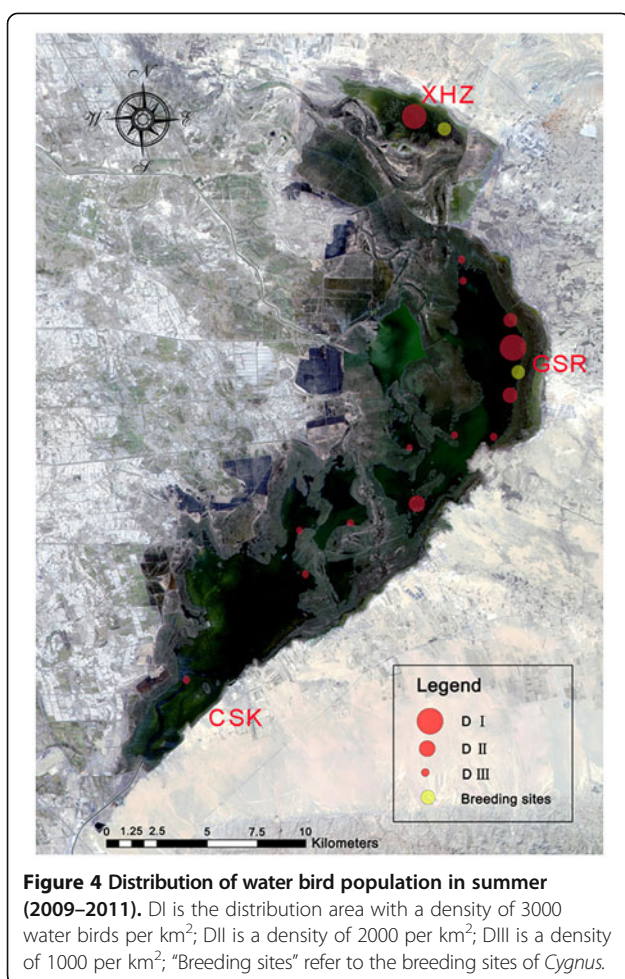 N
W
E
S
XHZ
GSR
CSK
Legend
D Ⅰ
D Ⅱ
D Ⅲ
Breeding sites
0 1.25 2.5 5 7.5 10
Kilometers
Figure 4 Distribution of water bird population in summer
(2009–2011). DI is the distribution area with a density of 3000
water birds per km²; DII is a density of 2000 per km²; DIII is a density
of 1000 per km²; “Breeding sites” refer to the breeding sites of Cygnus.